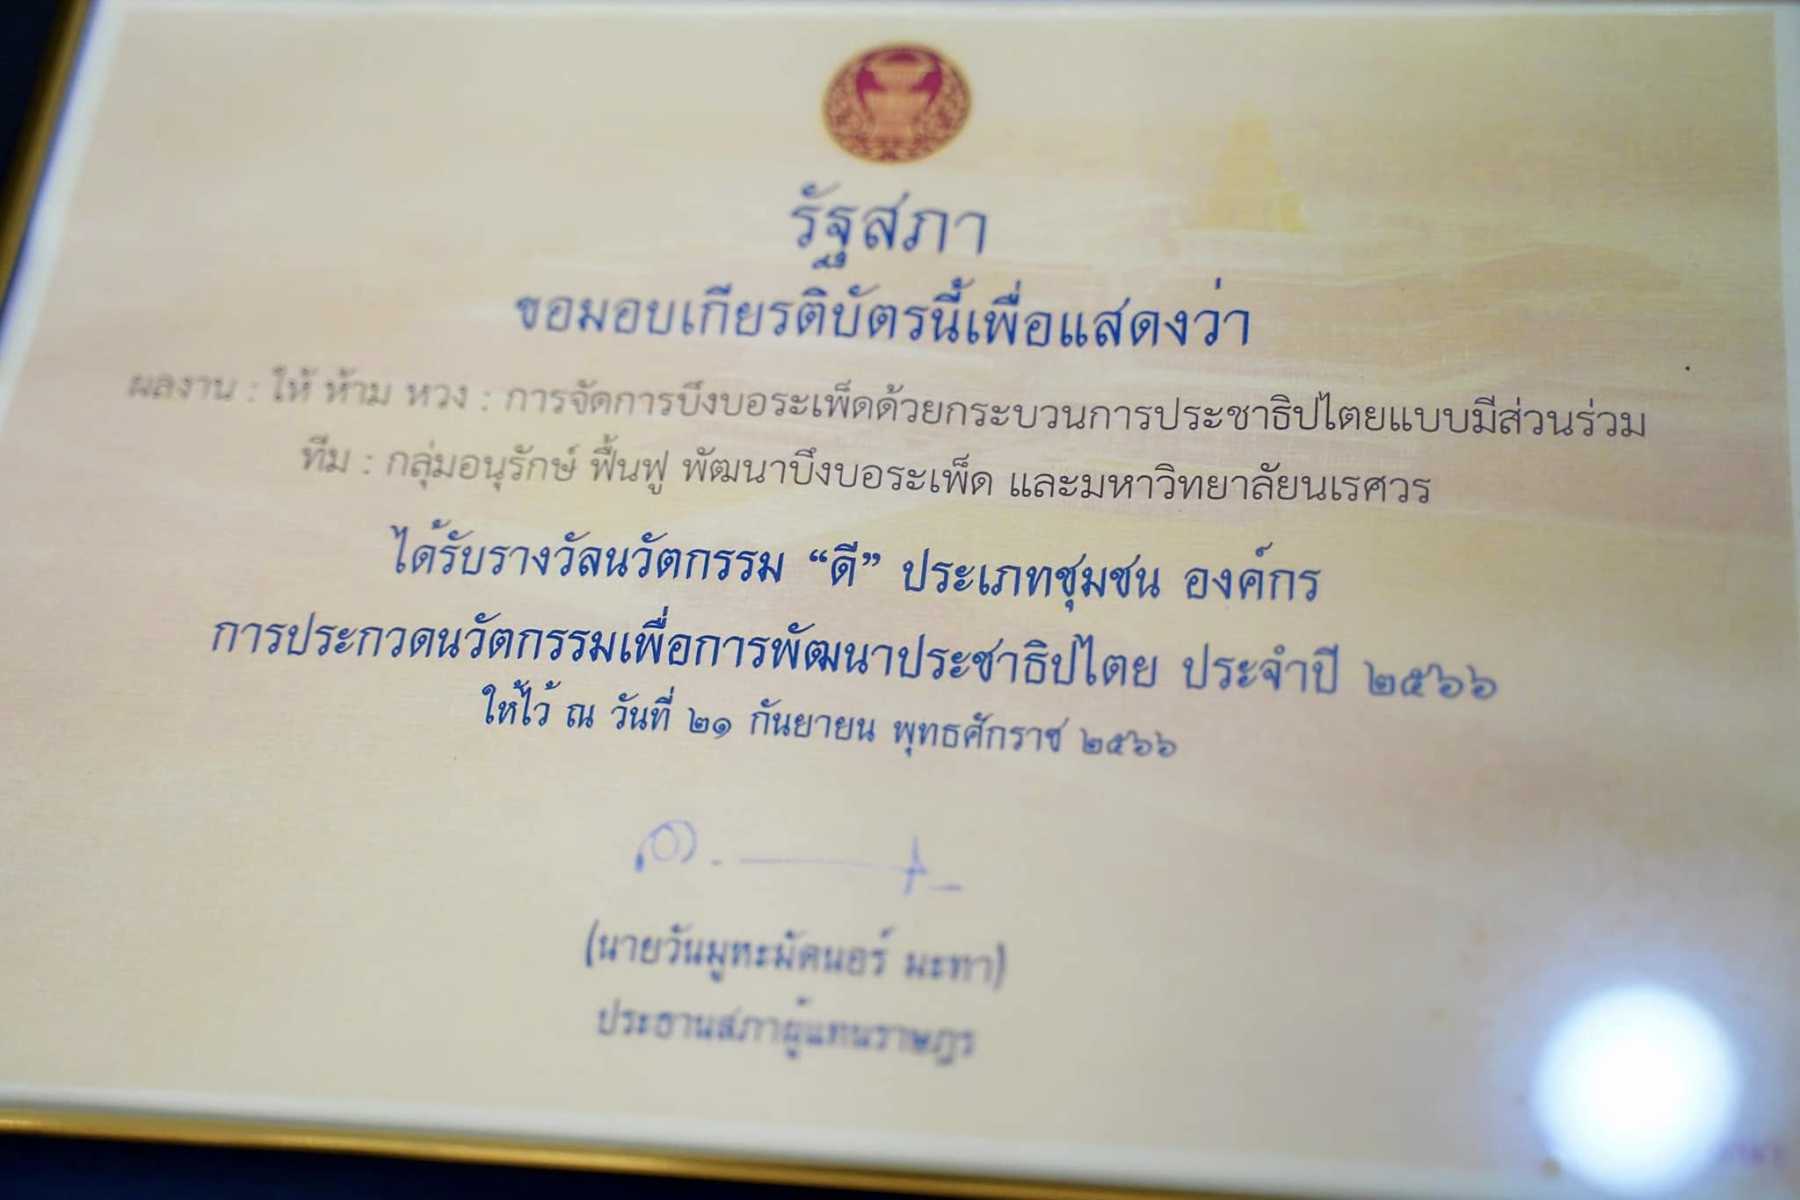 รัฐสภา
ขอมอบเกียรติบัตรนี้เพื่อแสดงว่า
ผลงาน : ให้ ห้าม หวง : การจัดการบึงบอระเพ็ดด้วยกระบวนการประชาธิปไตยแบบมีส่วนร่วม
ทีม : กลุ่มอนุรักษ์ ฟื้นฟู พัฒนาบึงบอระเพ็ด และมหาวิทยาลัยนเรศวร
ได้รับรางวัลนวัตกรรม “ดี” ประเภทชุมชน องค์กร
การประกวดนวัตกรรมเพื่อการพัฒนาประชาธิปไตย ประจำปี ๒๕๖๖
ให้ไว้ ณ วันที่ ๒๑ กันยายน พุทธศักราช ๒๕๖๖
(นายวันมูหะมัดนอร์ มะทา)
ประธานสภาผู้แทนราษฎร